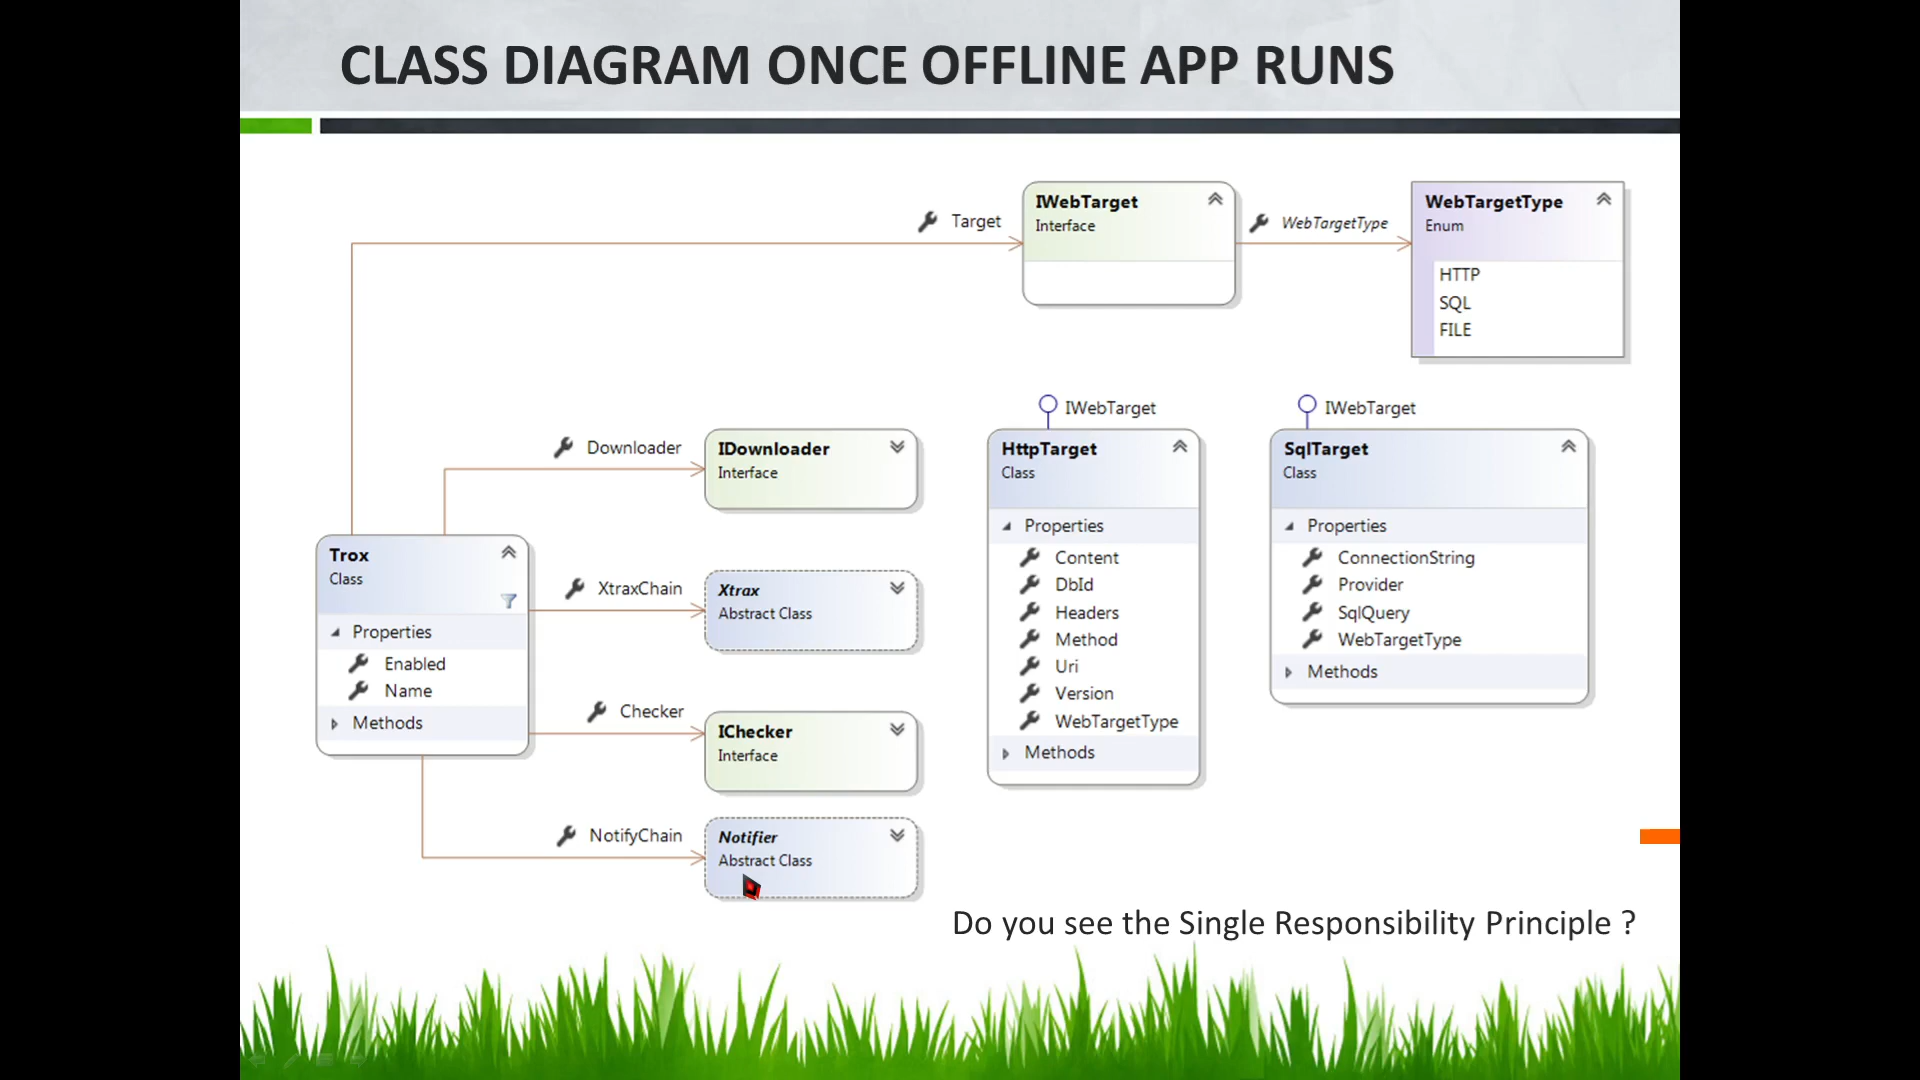 CLASS DIAGRAM ONCE OFFLINE APP RUNS
Target
IWebTarget
Interface
WebTargetType
WebTargetType
Enum
HTTP
SQL
FILE
Downloader
IDownloader
Interface
IWebTarget
HttpTarget
Class
Properties
Content
DbId
Headers
Method
Uri
Version
WebTargetType
Methods
IWebTarget
SqlTarget
Class
Properties
ConnectionString
Provider
SqlQuery
WebTargetType
Methods
Trox
Class
Properties
Enabled
Name
Methods
XtraxChain
Xtrax
Abstract Class
Checker
IChecker
Interface
NotifyChain
Notifier
Abstract Class
Do you see the Single Responsibility Principle ?